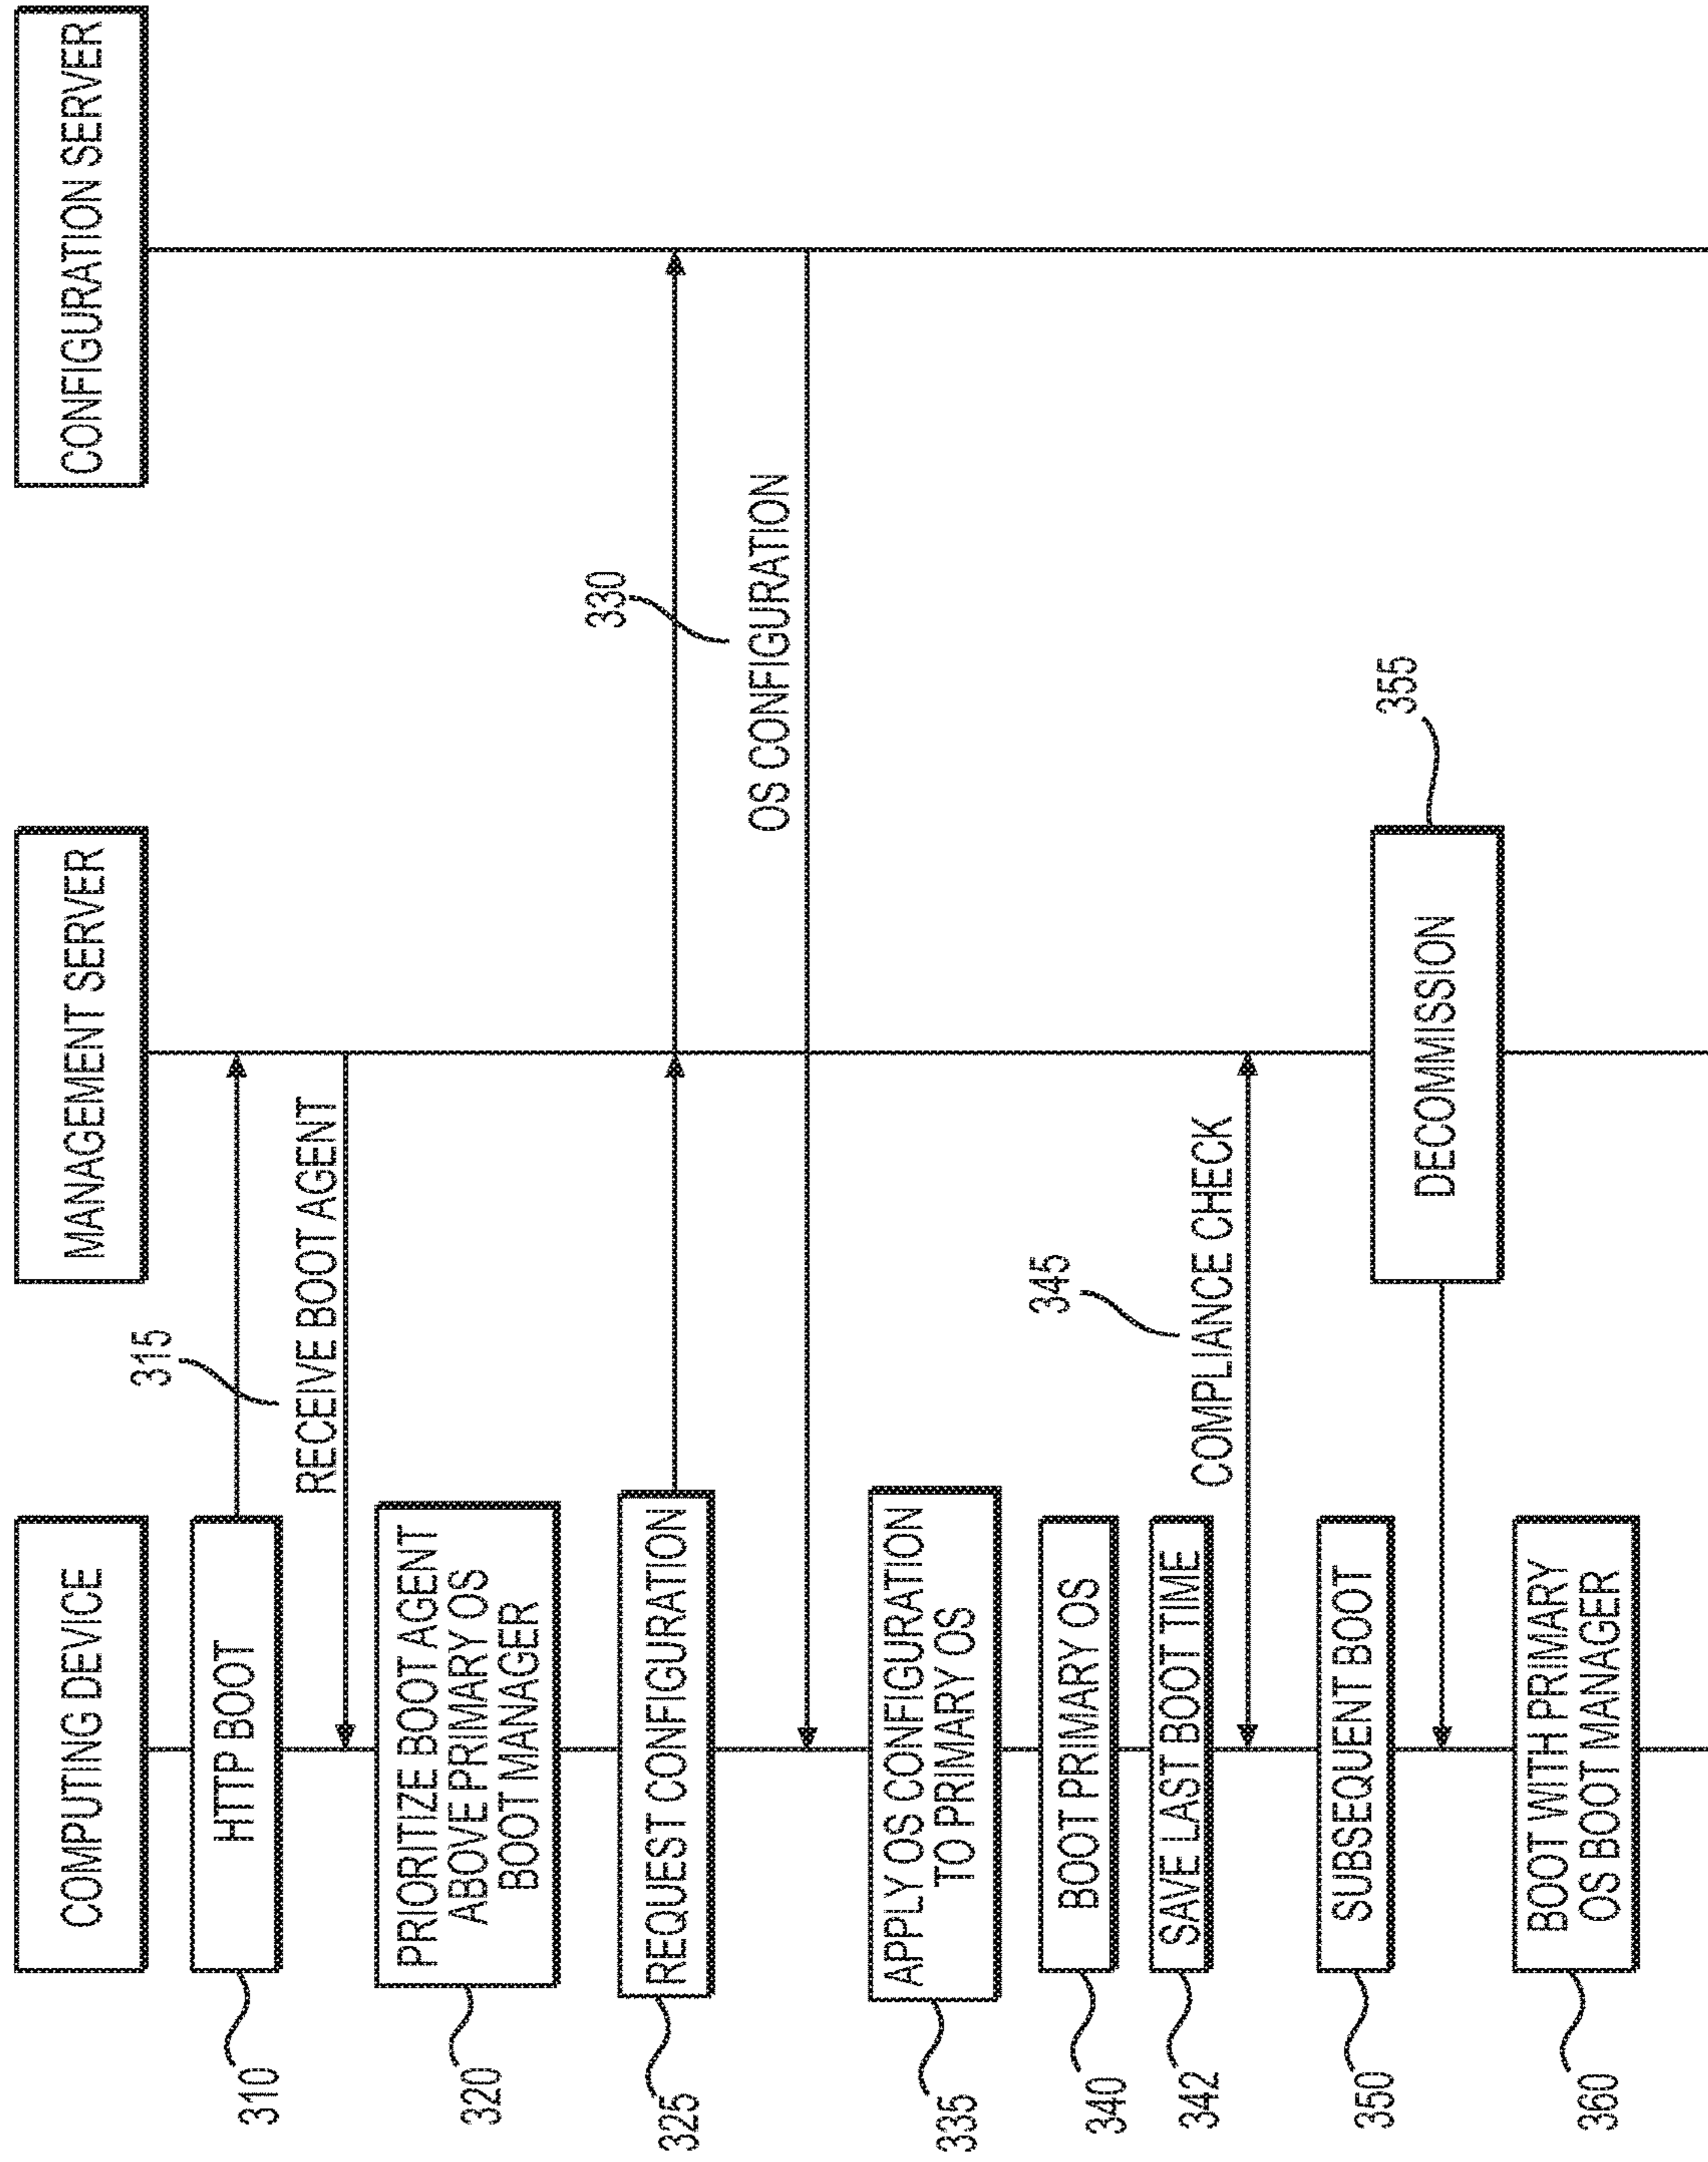 COMPUTING DEVICE
MANAGEMENT SERVER
CONFIGURATION SERVER
310
HTTP BOOT
315
RECEIVE BOOT AGENT
320
PRIORITIZE BOOT AGENT
ABOVE PRIMARY OS
BOOT MANAGER
325
REQUEST CONFIGURATION
330
OS CONFIGURATION
335
APPLY OS CONFIGURATION
TO PRIMARY OS
340
BOOT PRIMARY OS
342
SAVE LAST BOOT TIME
345
COMPLIANCE CHECK
350
SUBSEQUENT BOOT
355
DECOMMISSION
360
BOOT WITH PRIMARY
OS BOOT MANAGER